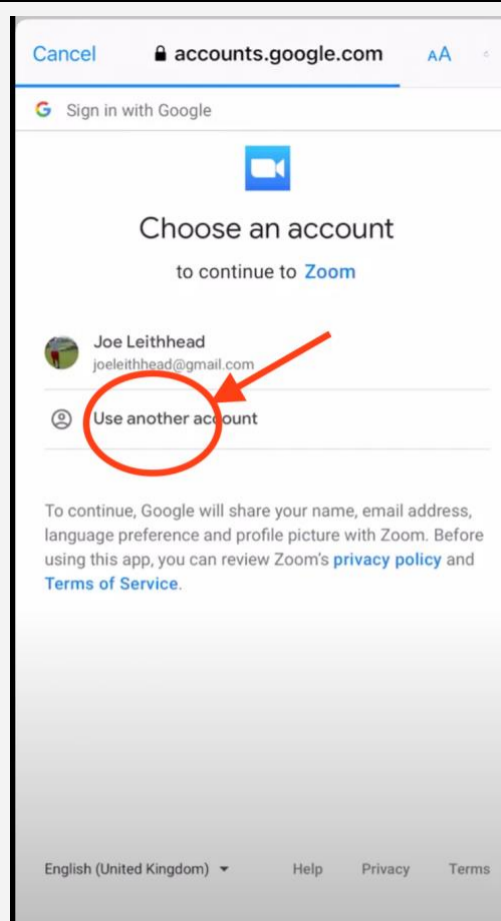 Cancel accounts.google.com AA
G Sign in with Google
Choose an account
to continue to Zoom
Joe Leithhead
joeleithhead@gmail.com
Use another account
To continue, Google will share your name, email address,
language preference and profile picture with Zoom. Before
using this app, you can review Zoom's privacy policy and
Terms of Service.
English (United Kingdom) Help Privacy Terms